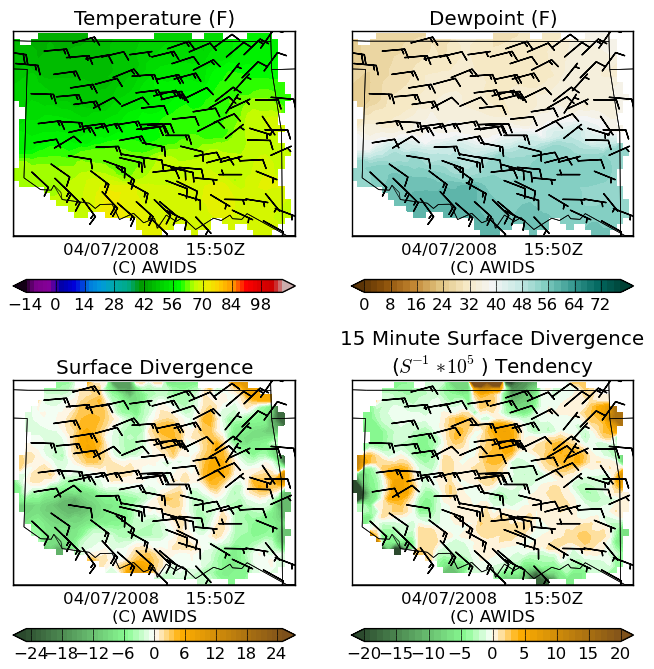 Temperature (F)
Dewpoint (F)
04/07/2008 15:50Z
(C) AWIDS
04/07/2008 15:50Z
(C) AWIDS
−14 0 14 28 42 56 70 84 98
0 8 16 24 32 40 48 56 64 72
Surface Divergence
15 Minute Surface Divergence
(S⁻¹ *10⁵ ) Tendency
04/07/2008 15:50Z
(C) AWIDS
04/07/2008 15:50Z
(C) AWIDS
−24 −18 −12 −6 0 6 12 18 24
−20 −15 −10 −5 0 5 10 15 20